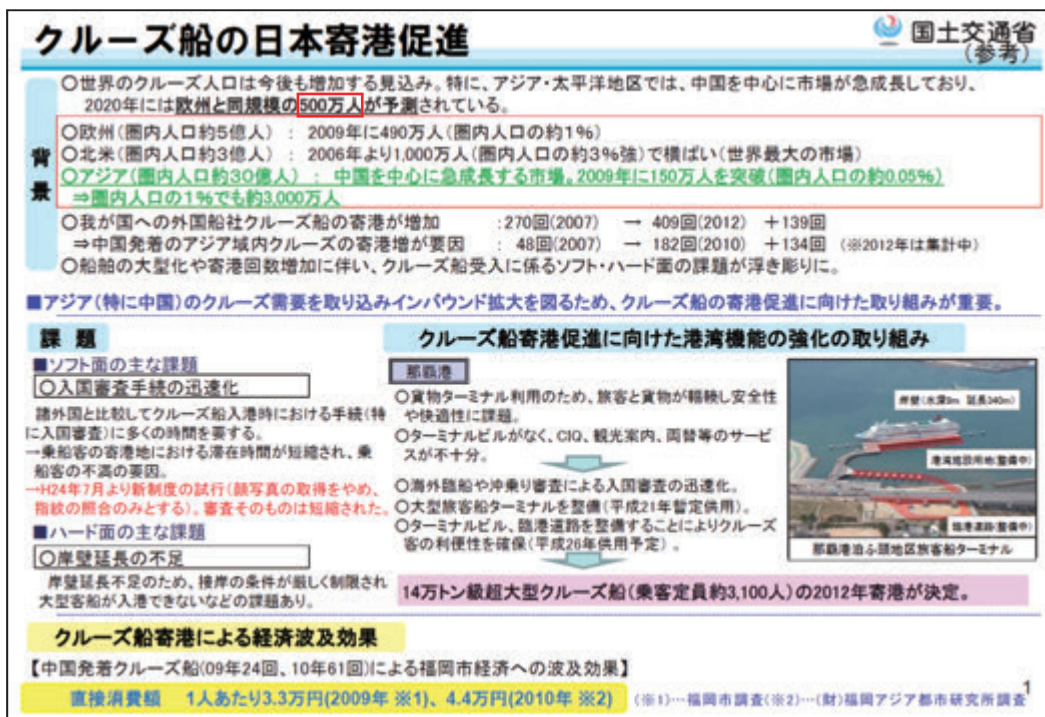 クルーズ船の日本寄港促進
国土交通省
(参考)
背景
○世界のクルーズ人口は今後も増加する見込み。特に、アジア・太平洋地区では、中国を中心に市場が急成長しており、
2020年には欧州と同規模の500万人が予測されている。
○欧州(圏内人口約5億人) : 2009年に490万人(圏内人口の約1%)
○北米(圏内人口約3億人) : 2006年より1,000万人(圏内人口の約3%強)で横ばい(世界最大の市場)
○アジア(圏内人口約30億人) : 中国を中心に急成長する市場。2009年に150万人を突破(圏内人口の約0.05%)
⇒圏内人口の1%でも約3,000万人
○我が国への外国船社クルーズ船の寄港が増加 :270回(2007) → 409回(2012) +139回
⇒中国発着のアジア域内クルーズの寄港増が要因 : 48回(2007) → 182回(2010) +134回 (※2012年は集計中)
○船舶の大型化や寄港回数増加に伴い、クルーズ船受入に係るソフト・ハード面の課題が浮き彫りに。
■アジア(特に中国)のクルーズ需要を取り込みインバウンド拡大を図るため、クルーズ船の寄港促進に向けた取り組みが重要。
課 題
■ソフト面の主な課題
○入国審査手続の迅速化
諸外国と比較してクルーズ船入港時における手続(特
に入国審査)に多くの時間を要する。
→乗船客の寄港地における滞在時間が短縮され、乗
船客の不満の要因。
→H24年7月より新制度の試行(顔写真の取得をやめ、
指紋の照合のみとする)。審査そのものは短縮された。
■ハード面の主な課題
○岸壁延長の不足
岸壁延長不足のため、接岸の条件が厳しく制限され
大型客船が入港できないなどの課題あり。
クルーズ船寄港促進に向けた港湾機能の強化の取り組み
那覇港
○貨物ターミナル利用のため、旅客と貨物が輻輳し安全性
や快適性に課題。
○ターミナルビルがなく、CIQ、観光案内、両替等のサービ
スが不十分。
○海外臨船や沖乗り審査による入国審査の迅速化。
○大型旅客船ターミナルを整備(平成21年暫定供用)。
○ターミナルビル、臨港道路を整備することによりクルーズ
客の利便性を確保(平成26年供用予定)。
岸壁(水深9m 延長340m)
港湾施設用地(整備中)
臨港道路(整備中)
那覇港泊ふ頭地区旅客船ターミナル
14万トン級超大型クルーズ船(乗客定員約3,100人)の2012年寄港が決定。
クルーズ船寄港による経済波及効果
【中国発着クルーズ船(09年24回、10年61回)による福岡市経済への波及効果】
直接消費額 1人あたり3.3万円(2009年 ※1)、4.4万円(2010年 ※2)
(※1)…福岡市調査(※2)…(財)福岡アジア都市研究所調査
1